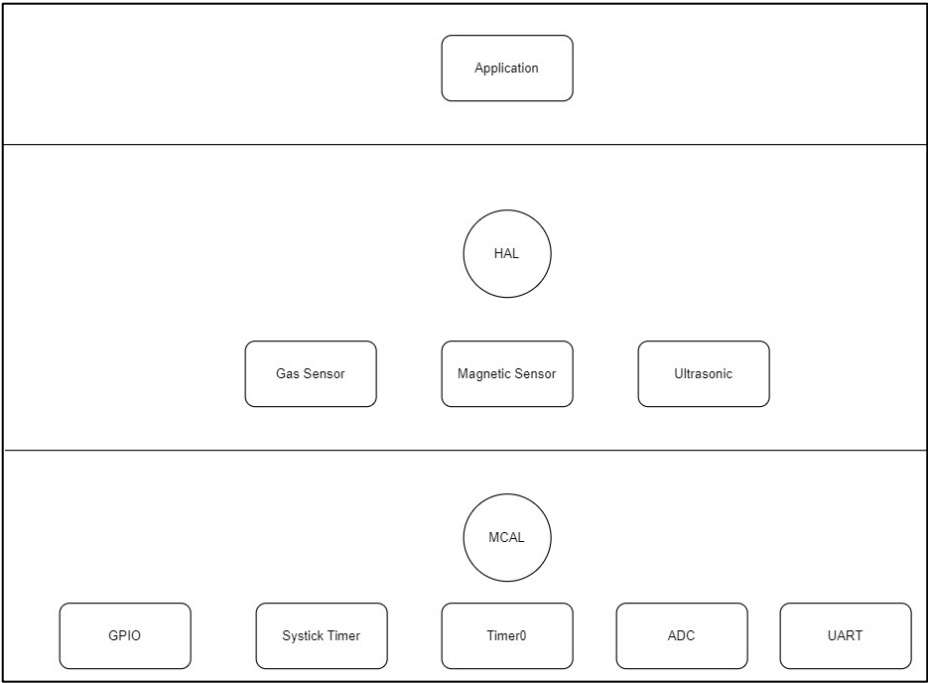 Application
HAL
Gas Sensor
Magnetic Sensor
Ultrasonic
MCAL
GPIO
Systick Timer
Timer0
ADC
UART